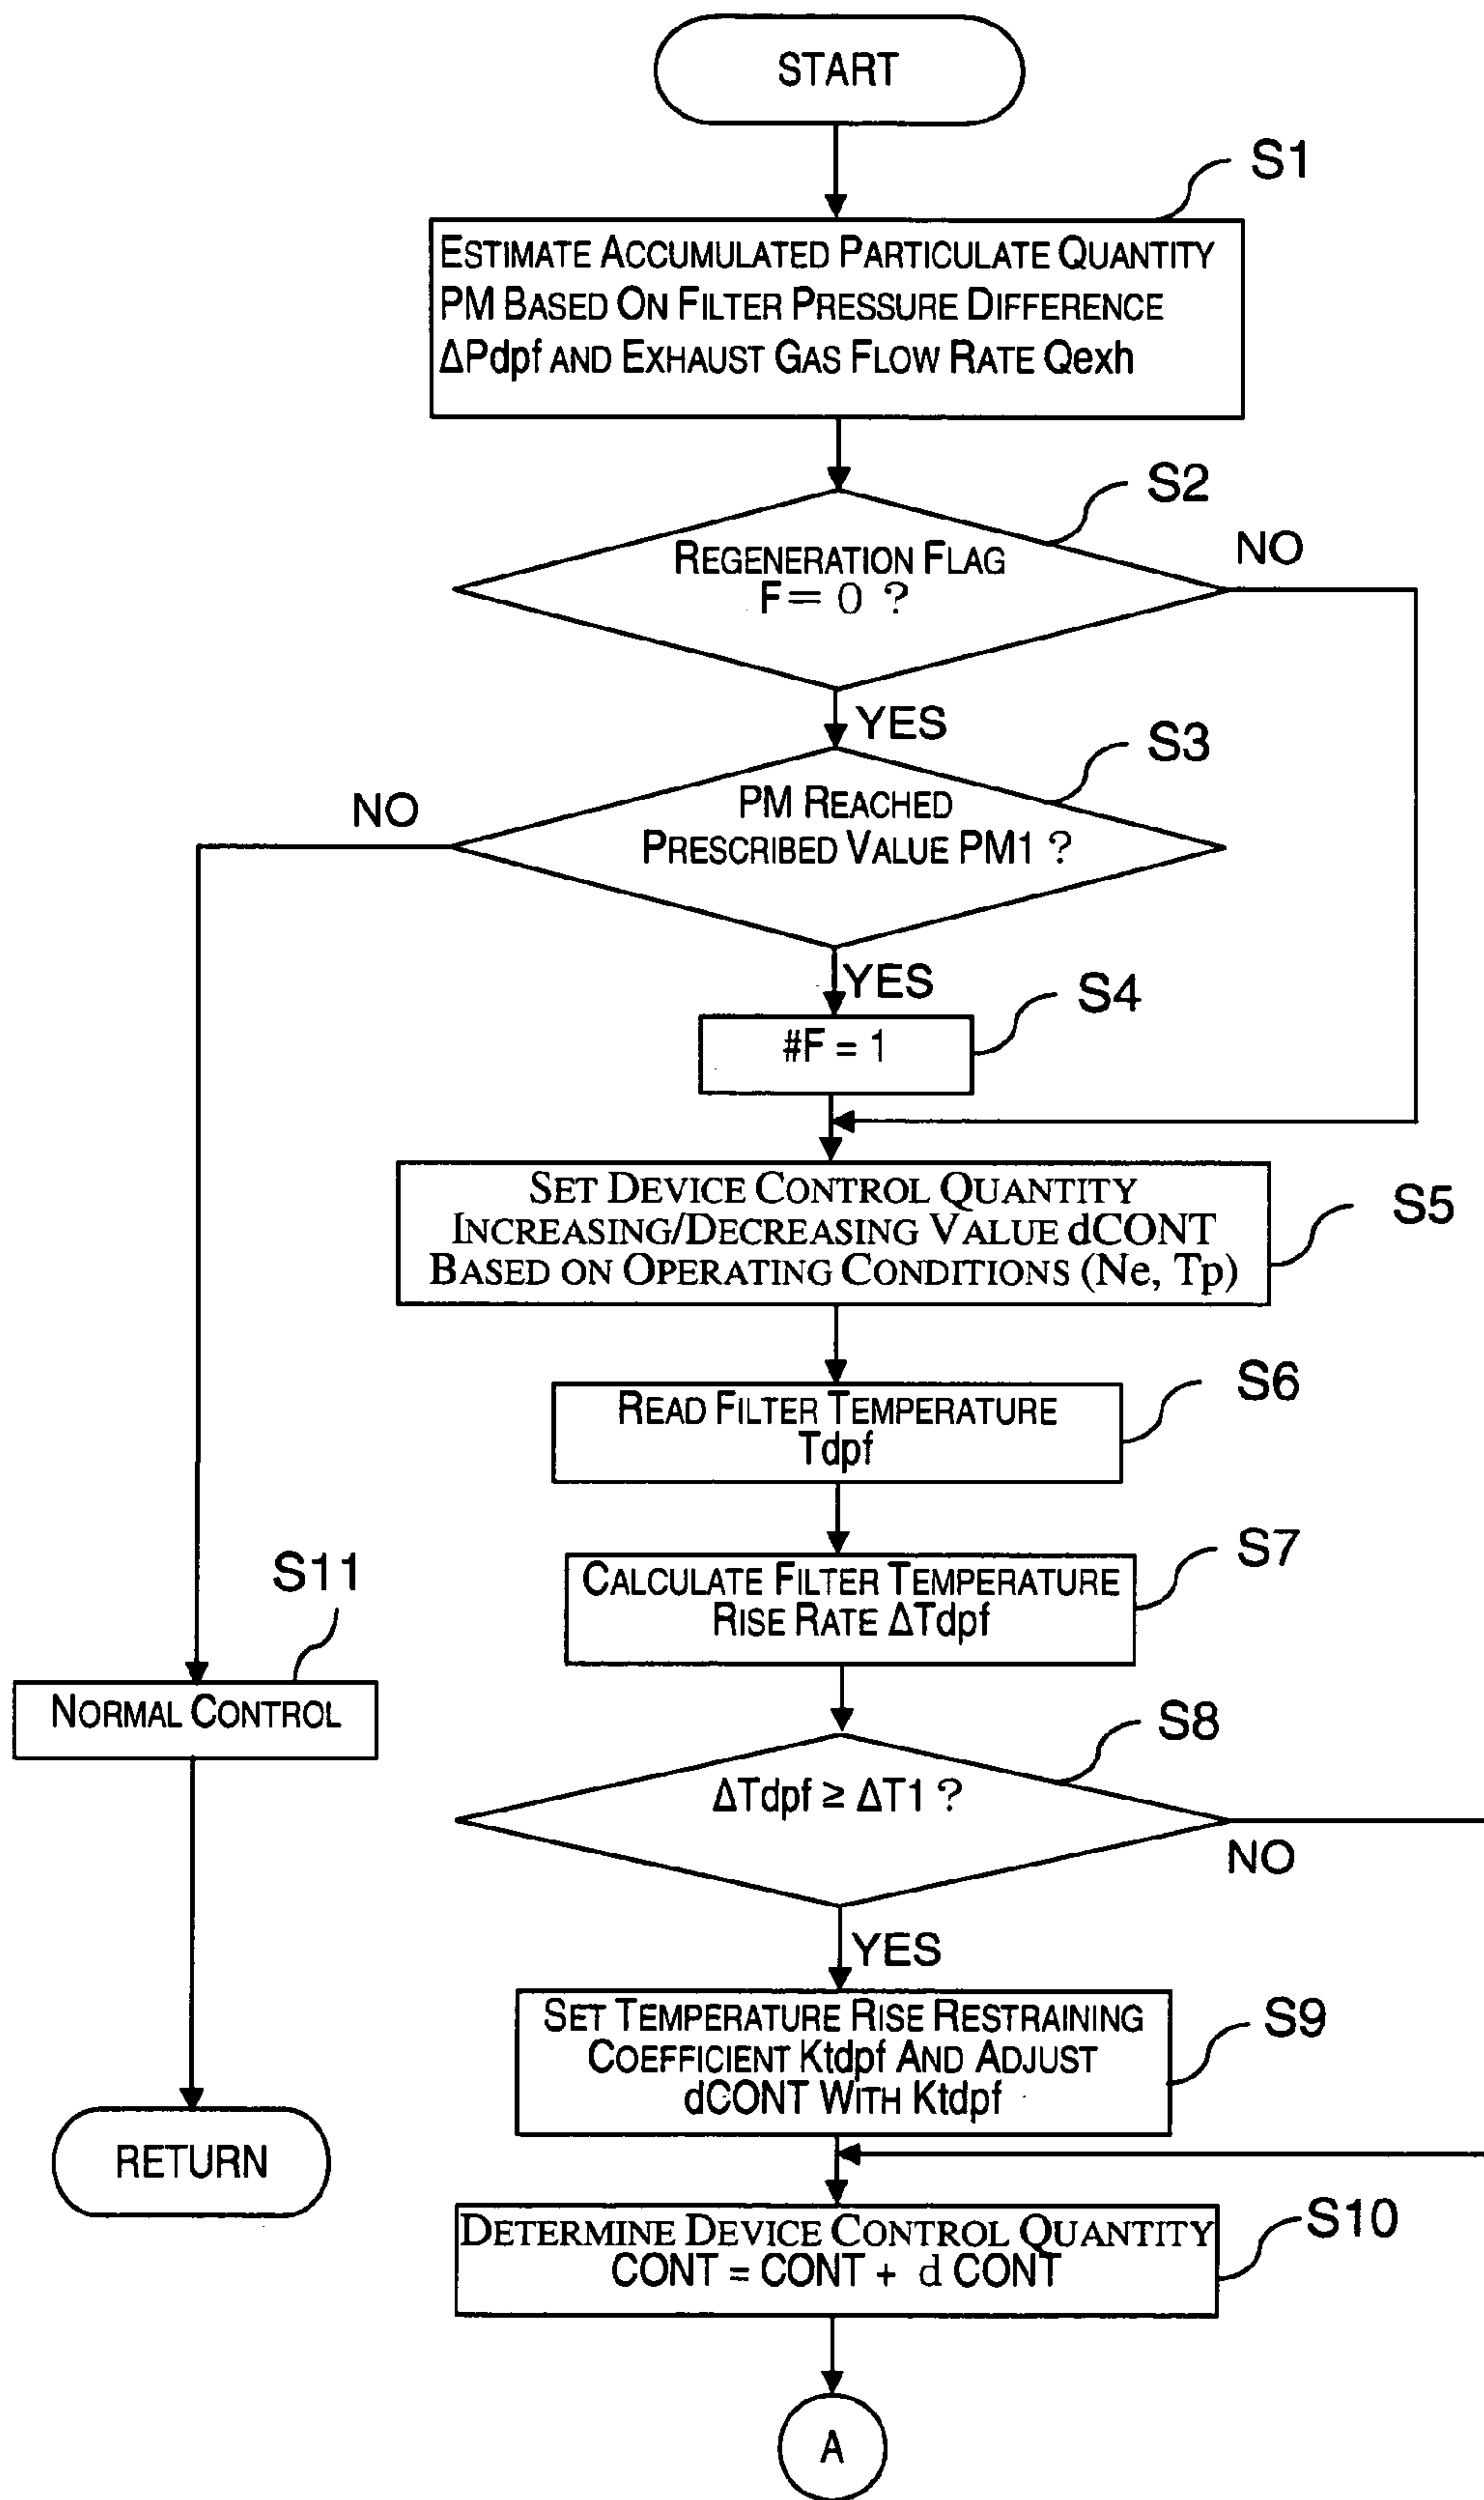 START
S1
ESTIMATE ACCUMULATED PARTICULATE QUANTITY
PM BASED ON FILTER PRESSURE DIFFERENCE
ΔPdpf AND EXHAUST GAS FLOW RATE Qexh
S2
REGENERATION FLAG
F = 0 ?
NO
YES
S3
PM REACHED
PRESCRIBED VALUE PM1 ?
NO
YES
S4
#F = 1
SET DEVICE CONTROL QUANTITY
INCREASING/DECREASING VALUE dCONT
BASED ON OPERATING CONDITIONS (Ne, Tp)
S5
S6
READ FILTER TEMPERATURE
Tdpf
S7
CALCULATE FILTER TEMPERATURE
RISE RATE ΔTdpf
S11
NORMAL CONTROL
S8
ΔTdpf ≥ ΔT1 ?
NO
YES
SET TEMPERATURE RISE RESTRAINING
COEFFICIENT Ktdpf AND ADJUST
dCONT WITH Ktdpf
S9
RETURN
S10
DETERMINE DEVICE CONTROL QUANTITY
CONT = CONT + d CONT
A